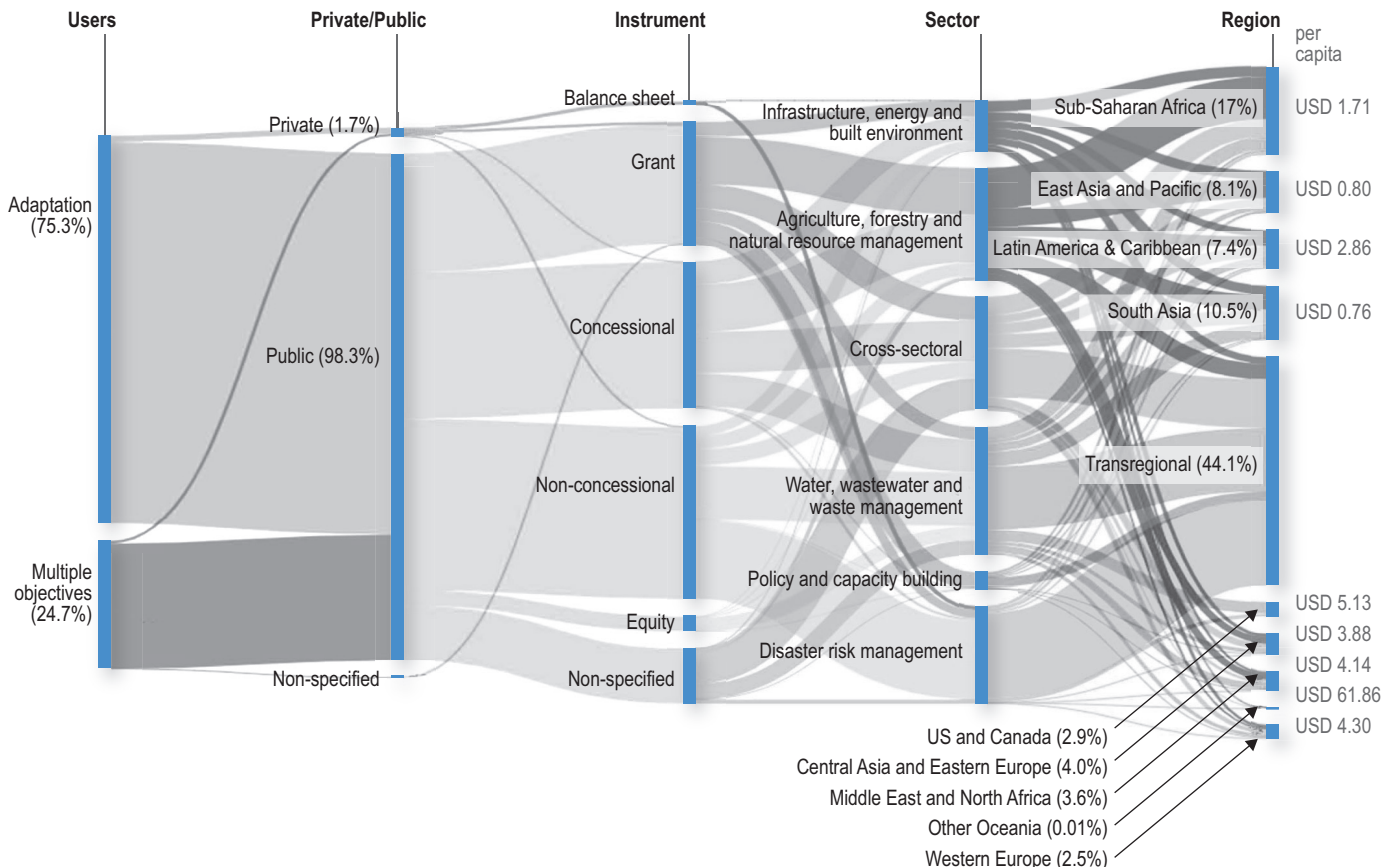 Users
Private/Public
Instrument
Sector
Region
per
capita
Adaptation
(75.3%)
Multiple
objectives
(24.7%)
Private (1.7%)
Public (98.3%)
Non-specified
Balance sheet
Grant
Concessional
Non-concessional
Equity
Non-specified
Infrastructure, energy and
built environment
Agriculture, forestry and
natural resource management
Cross-sectoral
Water, wastewater and
waste management
Policy and capacity building
Disaster risk management
Sub-Saharan Africa (17%)
USD 1.71
East Asia and Pacific (8.1%)
USD 0.80
Latin America & Caribbean (7.4%)
USD 2.86
South Asia (10.5%)
USD 0.76
Transregional (44.1%)
USD 5.13
USD 3.88
USD 4.14
USD 61.86
USD 4.30
US and Canada (2.9%)
Central Asia and Eastern Europe (4.0%)
Middle East and North Africa (3.6%)
Other Oceania (0.01%)
Western Europe (2.5%)